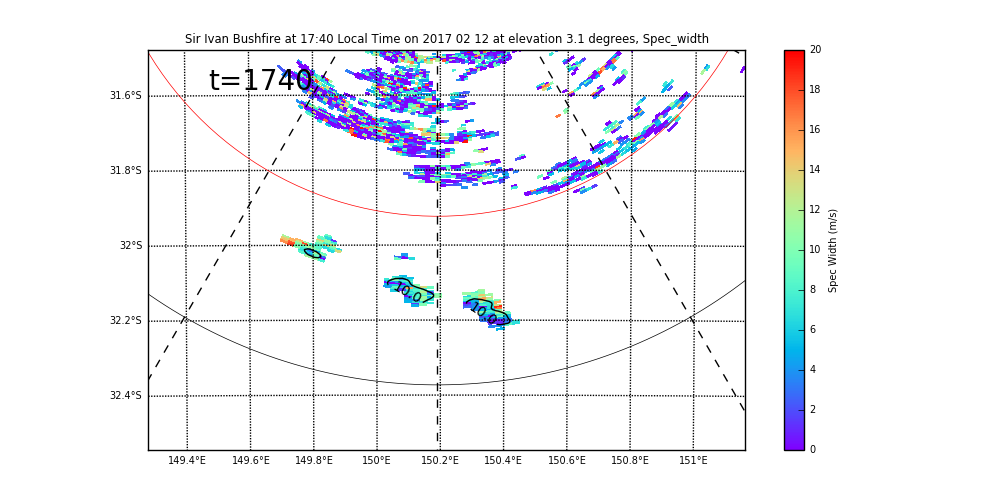 Sir Ivan Bushfire at 17:40 Local Time on 2017 02 12 at elevation 3.1 degrees, Spec_width
t=1740
31.6°S
31.8°S
32°S
32.2°S
32.4°S
10.0
10.0
149.4°E 149.6°E 149.8°E 150°E 150.2°E 150.4°E 150.6°E 150.8°E 151°E
20
18
16
14
12
10
8
6
4
2
0
Spec Width (m/s)